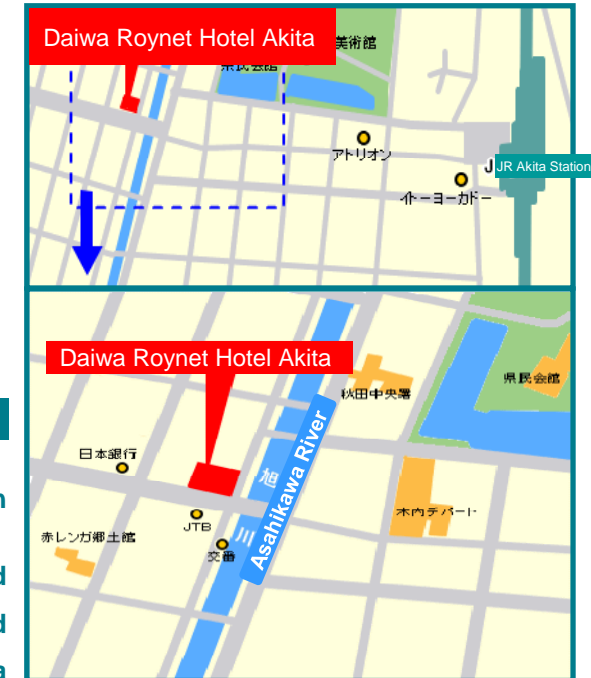 Daiwa Roynet Hotel Akita
美術館
県民会館
アトリオン
J
JR Akita Station
イトーヨーカドー
Daiwa Roynet Hotel Akita
県民会館
秋田中央署
Asahikawa River
日本銀行
旭
川
n
JTB
木内デパート
赤レンガ郷土館
交番
d
d
a